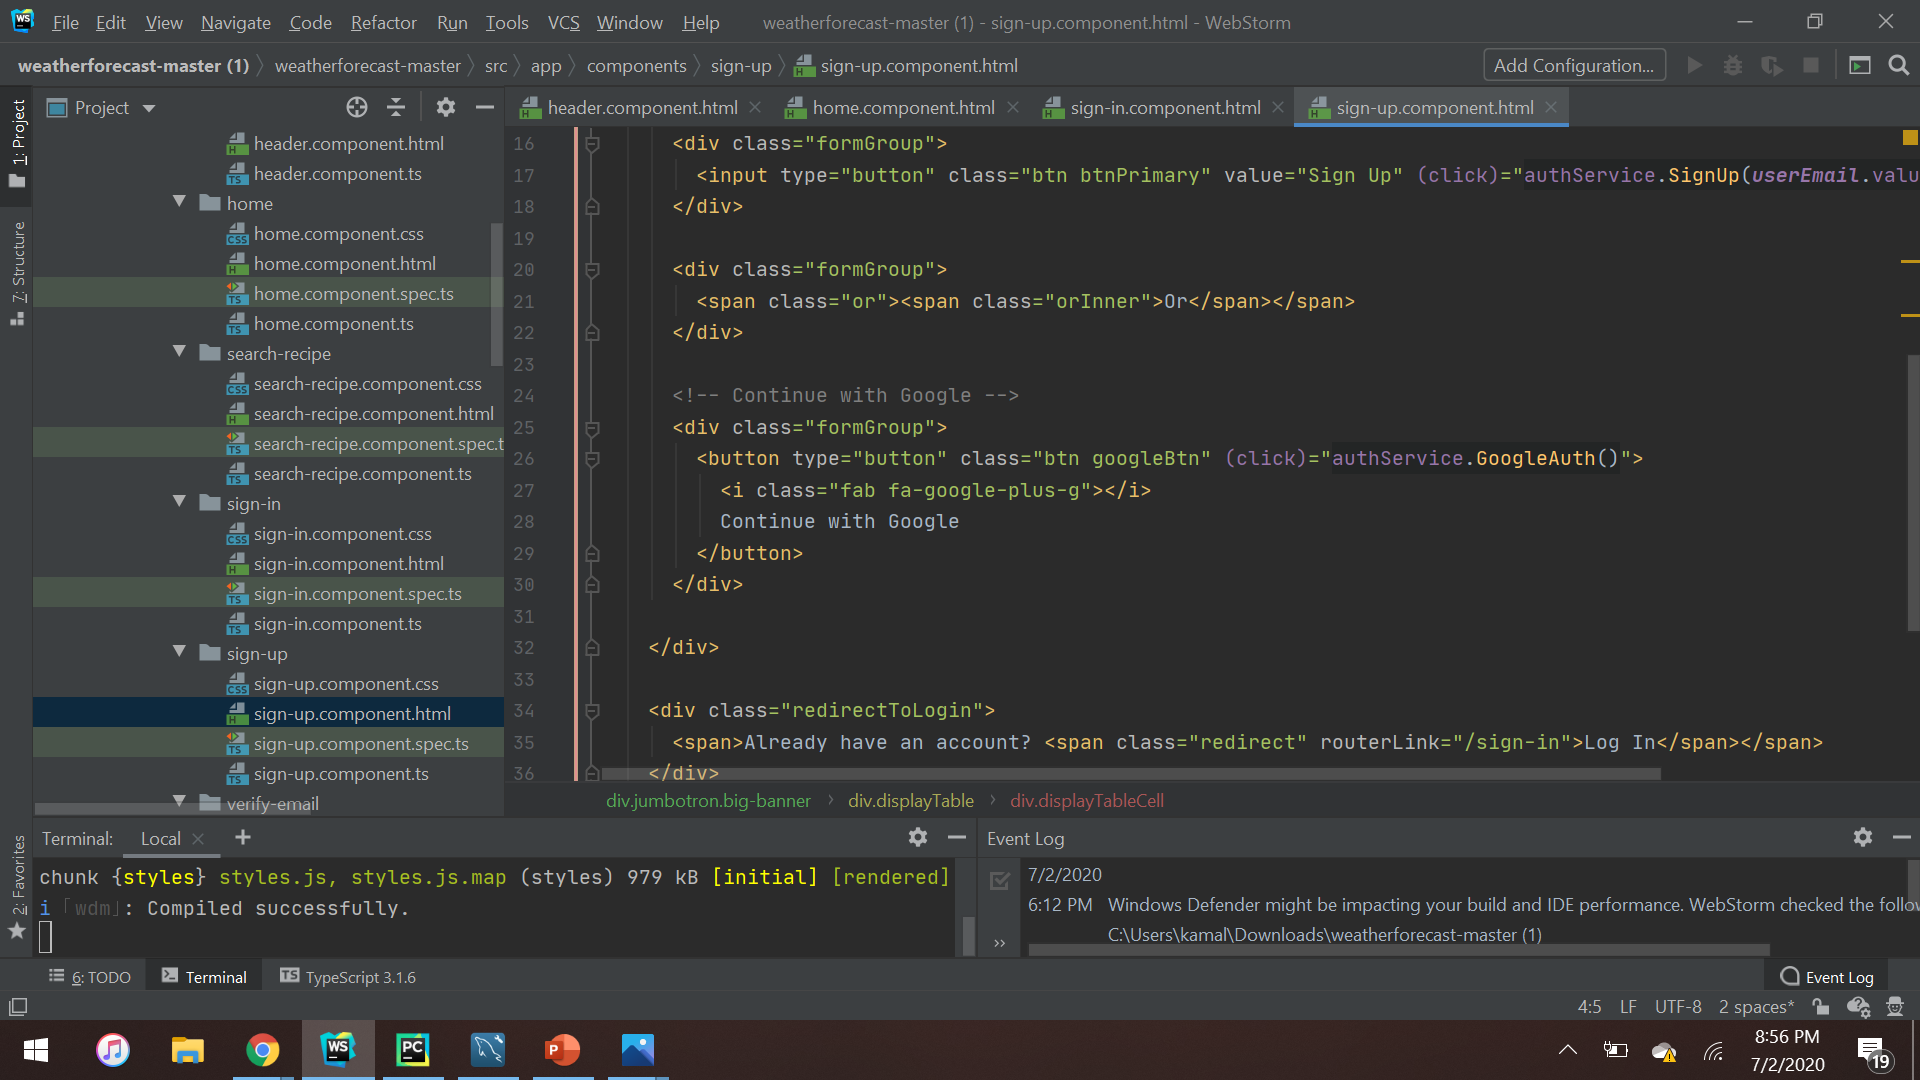 File Edit View Navigate Code Refactor Run Tools VCS Window Help weatherforecast-master (1) - sign-up.component.html - WebStorm
weatherforecast-master (1) weatherforecast-master src app components sign-up sign-up.component.html Add Configuration...
1: Project
7: Structure
2: Favorites
Project
header.component.html
header.component.ts
home
home.component.css
home.component.html
home.component.spec.ts
home.component.ts
search-recipe
search-recipe.component.css
search-recipe.component.html
search-recipe.component.spec.t
search-recipe.component.ts
sign-in
sign-in.component.css
sign-in.component.html
sign-in.component.spec.ts
sign-in.component.ts
sign-up
sign-up.component.css
sign-up.component.html
sign-up.component.spec.ts
sign-up.component.ts
verify-email
header.component.html home.component.html sign-in.component.html sign-up.component.html
16 <div class="formGroup">
17 <input type="button" class="btn btnPrimary" value="Sign Up" (click)="authService.SignUp(userEmail.valu
18 </div>
19
20 <div class="formGroup">
21 <span class="or"><span class="orInner">Or</span></span>
22 </div>
23
24 <!-- Continue with Google -->
25 <div class="formGroup">
26 <button type="button" class="btn googleBtn" (click)="authService.GoogleAuth()">
27 <i class="fab fa-google-plus-g"></i>
28 Continue with Google
29 </button>
30 </div>
31
32 </div>
33
34 <div class="redirectToLogin">
35 <span>Already have an account? <span class="redirect" routerLink="/sign-in">Log In</span></span>
36 </div>
div.jumbotron.big-banner div.displayTable div.displayTableCell
Terminal: Local
chunk {styles} styles.js, styles.js.map (styles) 979 kB [initial] [rendered]
i 「wdm」: Compiled successfully.
Event Log
7/2/2020
6:12 PM Windows Defender might be impacting your build and IDE performance. WebStorm checked the follow
C:\Users\kamal\Downloads\weatherforecast-master (1)
6: TODO Terminal TypeScript 3.1.6 Event Log
4:5 LF UTF-8 2 spaces*
8:56 PM
7/2/2020
19